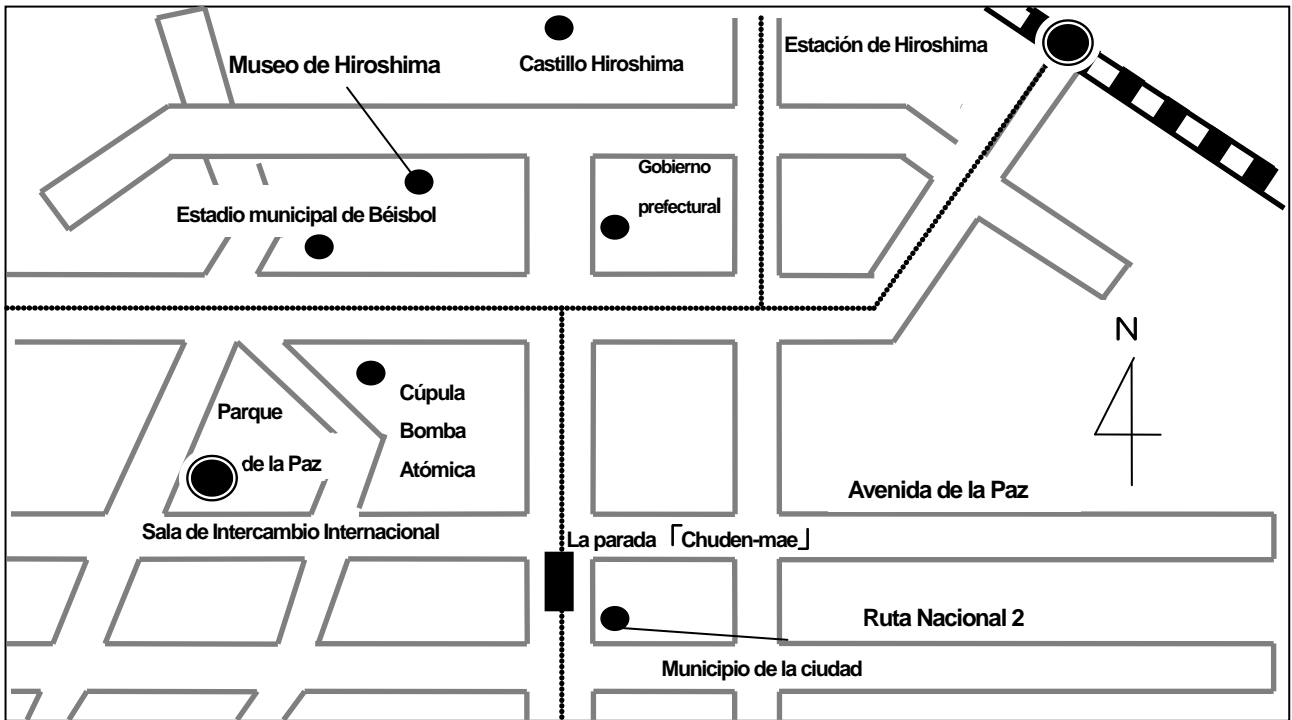 Estación de Hiroshima
Museo de Hiroshima
Castillo Hiroshima
Gobierno
prefectural
Estadio municipal de Béisbol
N
Cúpula
Bomba
Atómica
Parque
de la Paz
Avenida de la Paz
Sala de Intercambio Internacional
La parada「Chuden-mae」
Ruta Nacional 2
Municipio de la ciudad